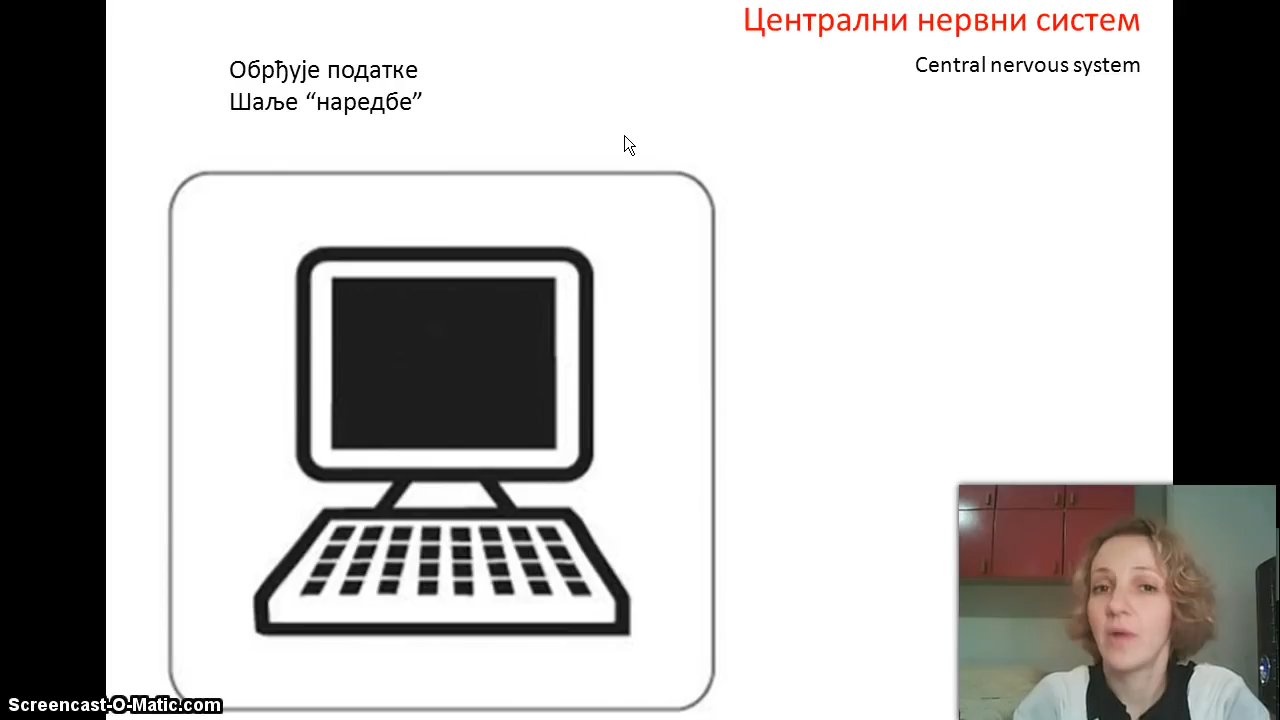 Централни нервни систем
Central nervous system
Обрђује податке
Шаље “наредбе”
Screencast-O-Matic.com